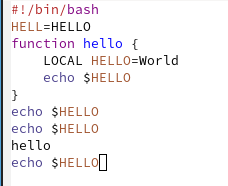 #!/bin/bash
HELL=HELLO
function hello {
    LOCAL HELLO=World
    echo $HELLO
}
echo $HELLO
echo $HELLO
hello
echo $HELLO